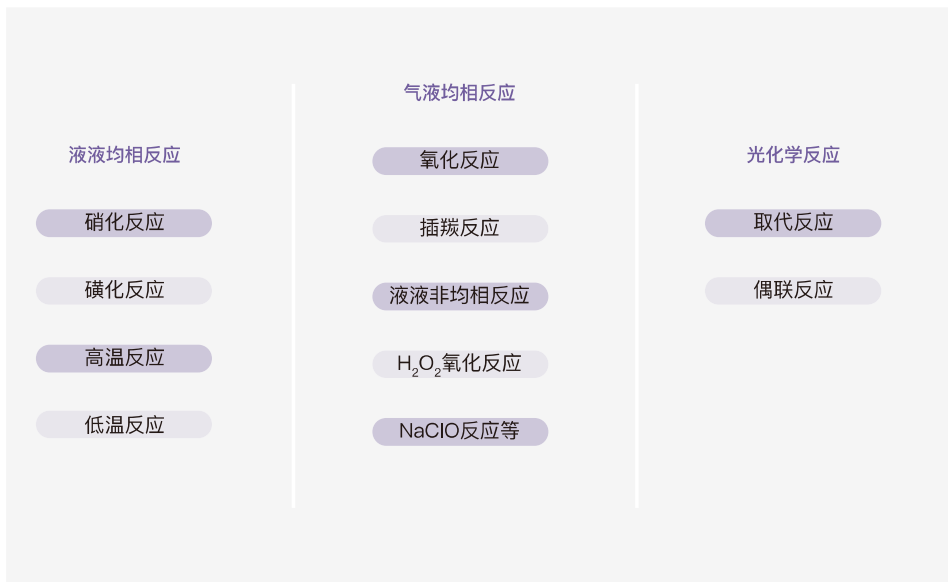 液液均相反应
硝化反应
磺化反应
高温反应
低温反应
气液均相反应
氧化反应
插羰反应
液液非均相反应
H₂O₂氧化反应
NaClO反应等
光化学反应
取代反应
偶联反应